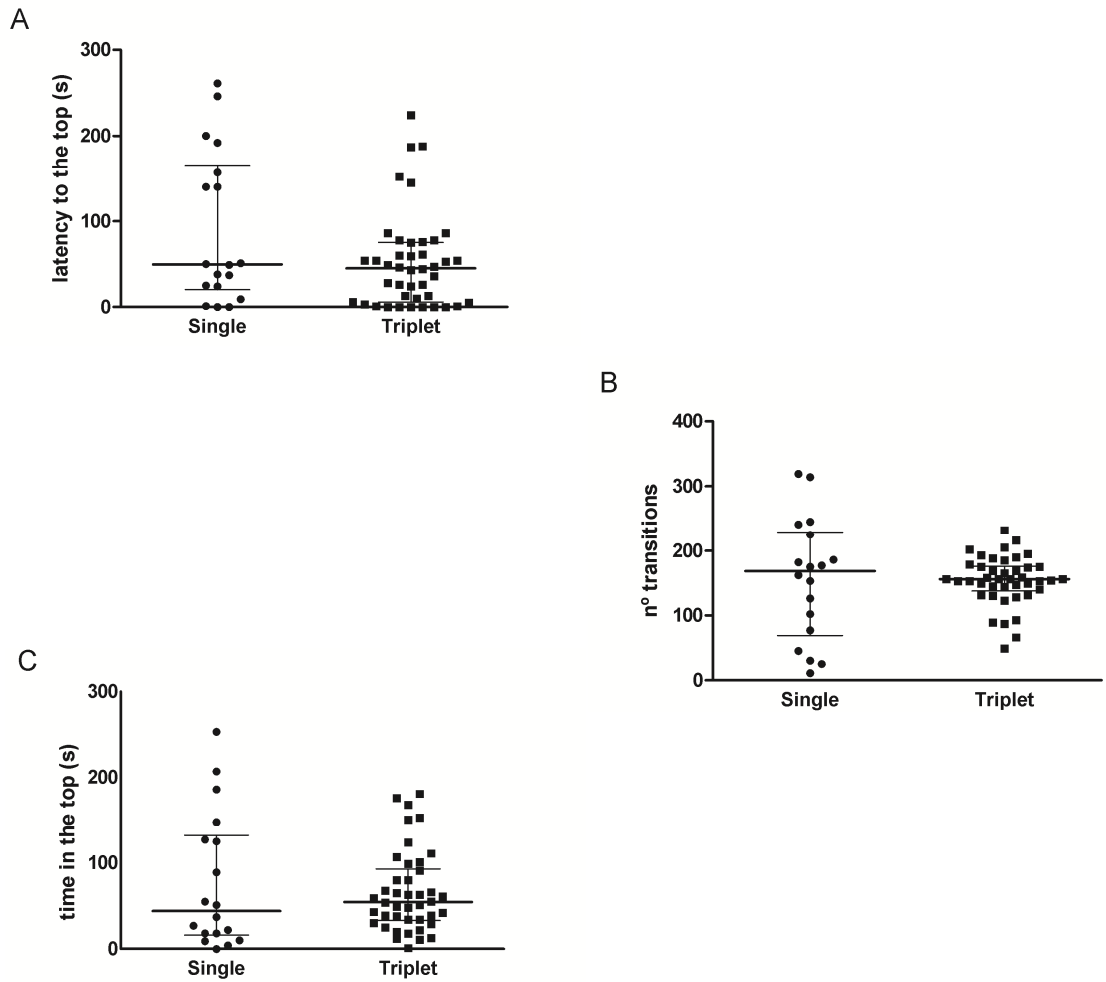 A
300
200
100
0
latency to the top (s)
Single Triplet
B
400
300
200
100
0
nº transitions
Single Triplet
C
300
200
100
0
time in the top (s)
Single Triplet